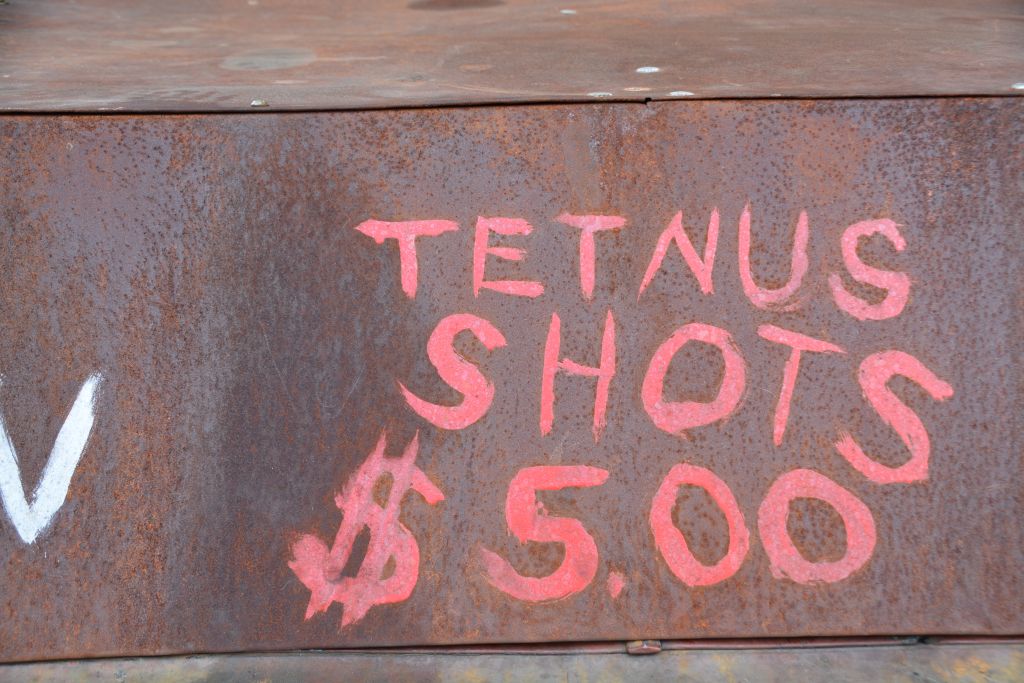 TETNUS
SHOTS
$5.00
V